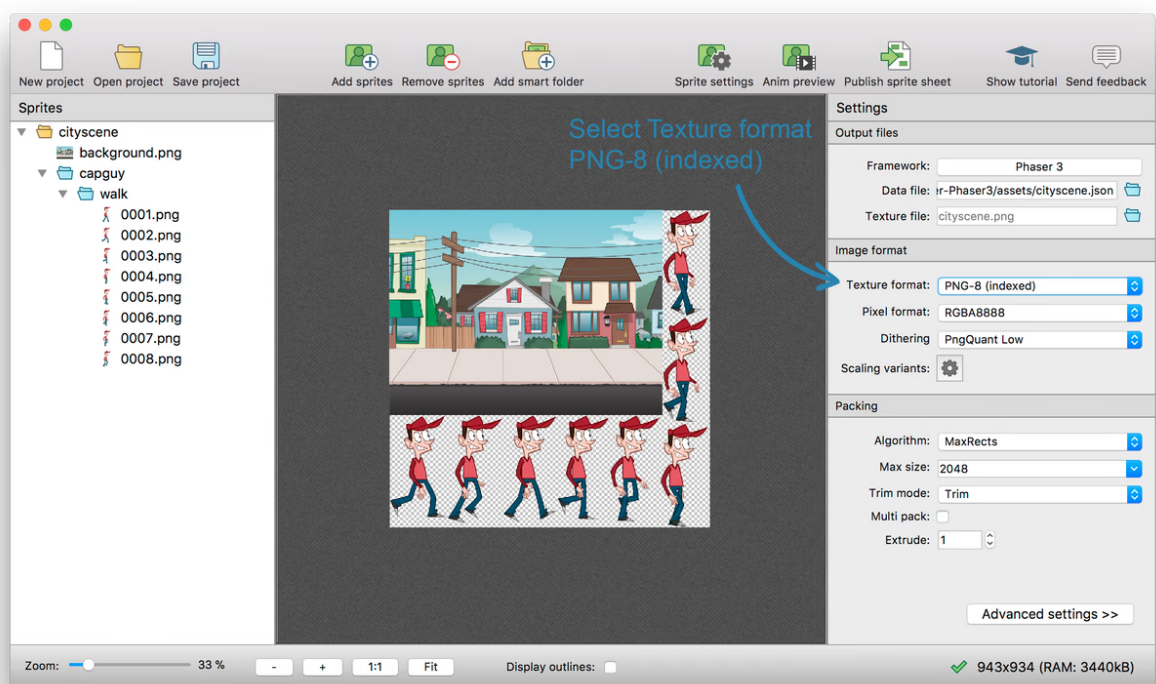 New project Open project Save project Add sprites Remove sprites Add smart folder Sprite settings Anim preview Publish sprite sheet Show tutorial Send feedback
Sprites
cityscene
background.png
capguy
walk
0001.png
0002.png
0003.png
0004.png
0005.png
0006.png
0007.png
0008.png
Select Texture format
PNG-8 (indexed)
Settings
Output files
Framework: Phaser 3
Data file: r-Phaser3/assets/cityscene.json
Texture file: cityscene.png
Image format
Texture format: PNG-8 (indexed)
Pixel format: RGBA8888
Dithering PngQuant Low
Scaling variants:
Packing
Algorithm: MaxRects
Max size: 2048
Trim mode: Trim
Multi pack:
Extrude: 1
Advanced settings >>
Zoom: 33 % - + 1:1 Fit Display outlines: 943x934 (RAM: 3440kB)